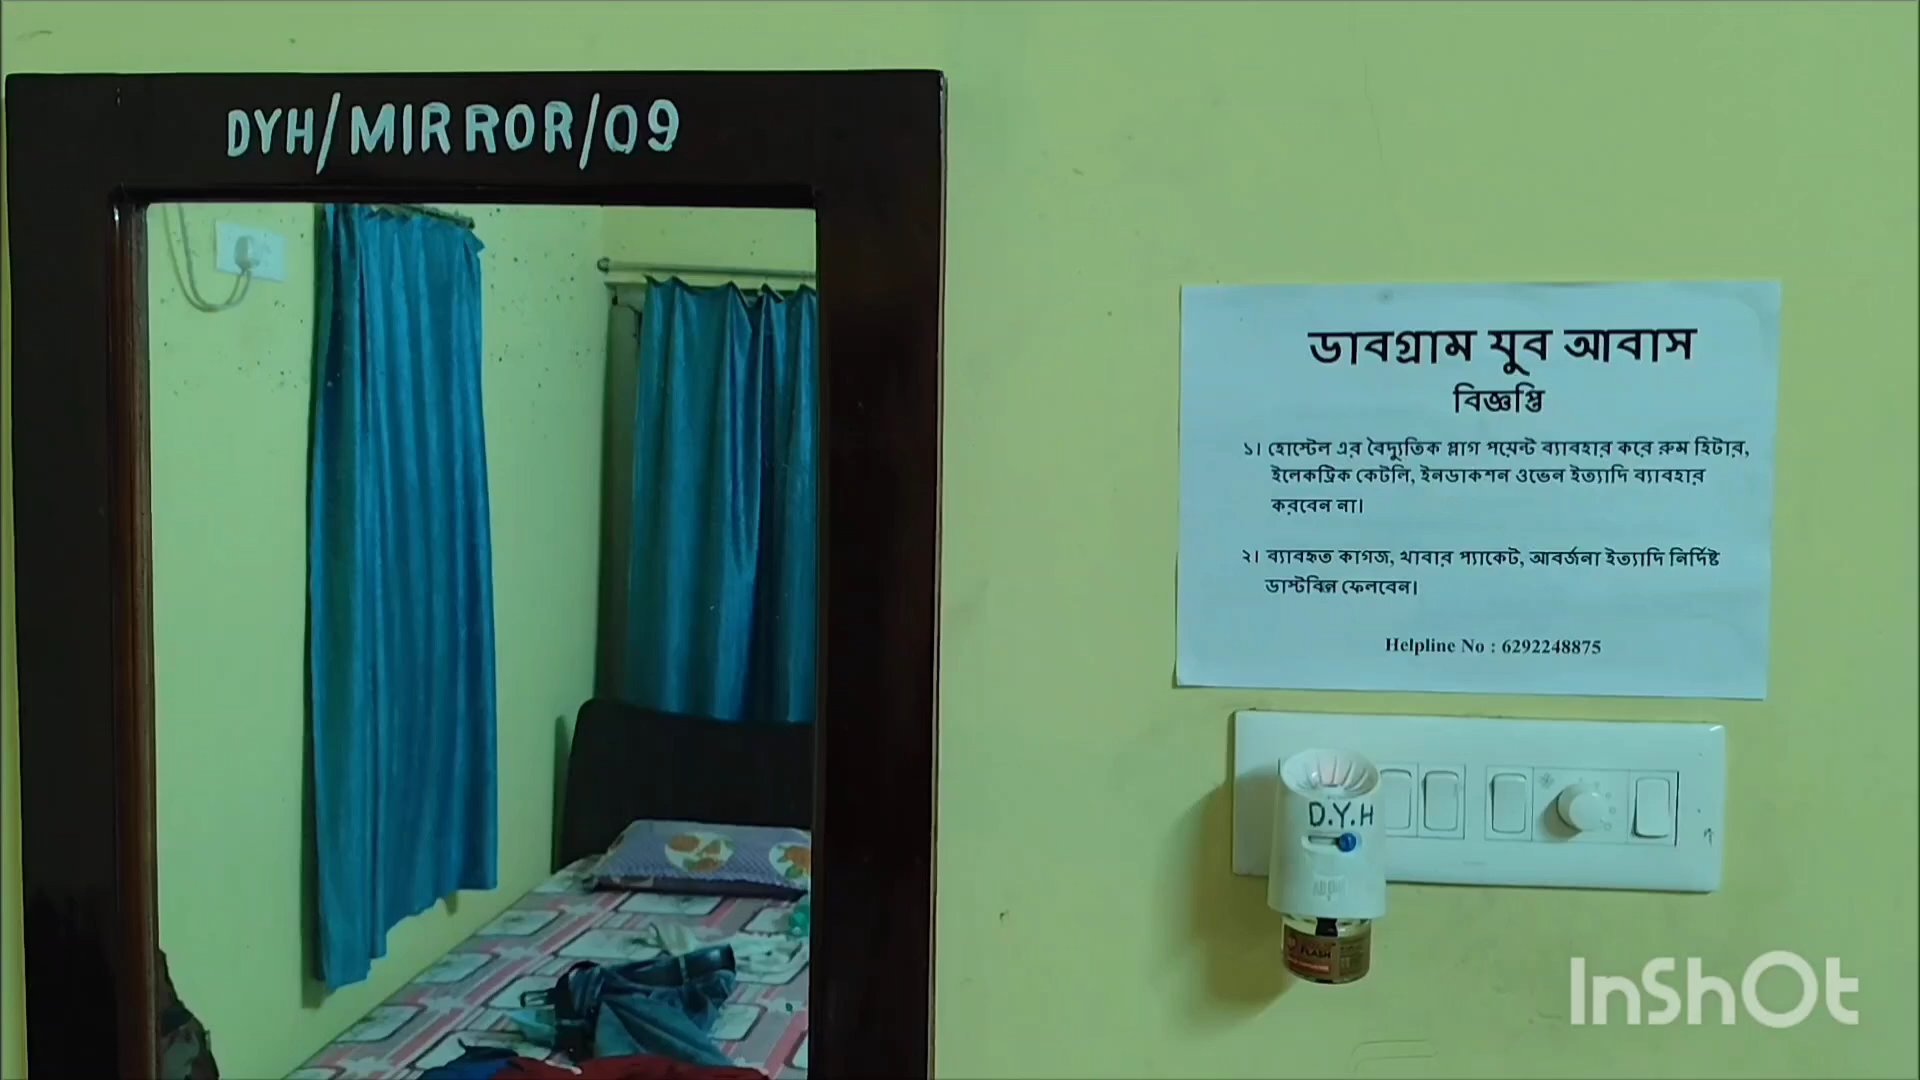 DYH/MIRROR/09
ডাবগ্রাম যুব আবাস
বিজ্ঞপ্তি
১। হোস্টেল এর বৈদ্যুতিক প্লাগ পয়েন্ট ব্যাবহার করে রুম হিটার,
ইলেকট্রিক কেটলি, ইনডাকশন ওভেন ইত্যাদি ব্যাবহার
করবেন না।
২। ব্যাবহৃত কাগজ, খাবার প্যাকেট, আবর্জনা ইত্যাদি নির্দিষ্ট
ডাস্টবিন ফেলবেন।
Helpline No : 6292248875
D.Y.H
FLASH
InShOt